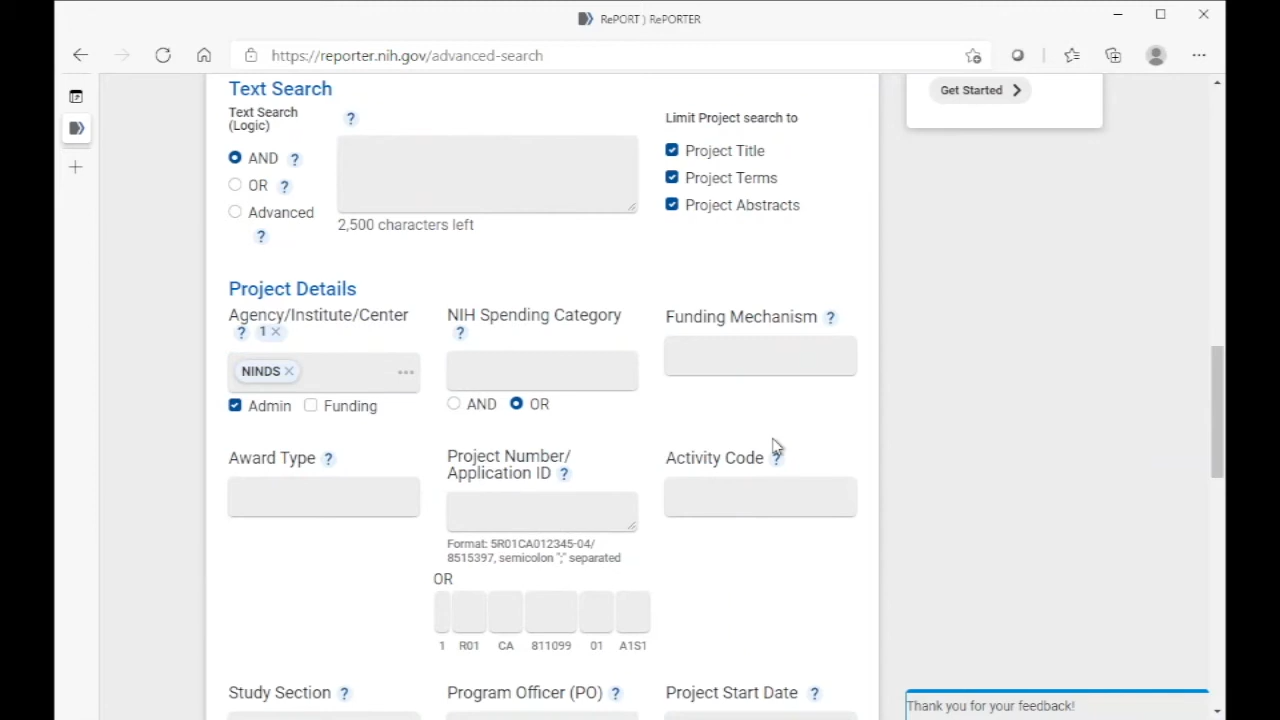 RePORT ⟩ RePORTER
https://reporter.nih.gov/advanced-search
Get Started
Text Search
Text Search
(Logic)
?
AND ?
OR ?
Advanced
?
2,500 characters left
Limit Project search to
Project Title
Project Terms
Project Abstracts
Project Details
Agency/Institute/Center
? 1 ×
NINDS ×
Admin Funding
NIH Spending Category
?
AND OR
Funding Mechanism ?
Award Type ?
Project Number/
Application ID ?
Format: 5R01CA012345-04/
8515397, semicolon ";" separated
OR
1 R01 CA 811099 01 A1S1
Activity Code ?
Study Section ?
Program Officer (PO) ?
Project Start Date ?
Thank you for your feedback!